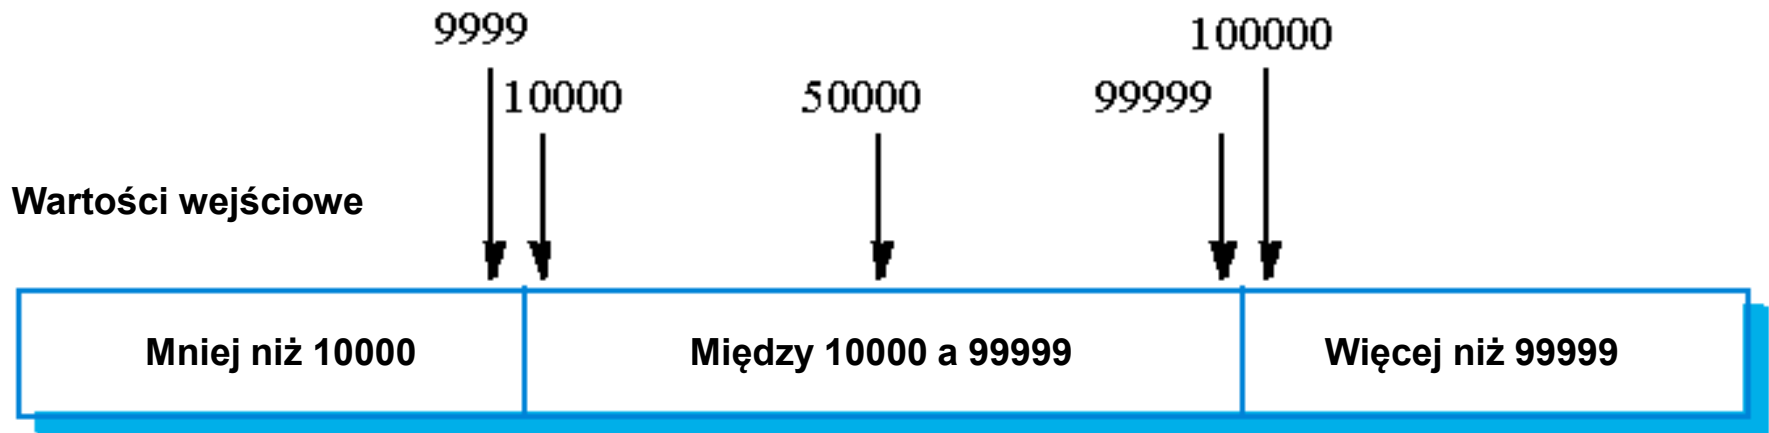 9999
100000
10000
50000
99999
Wartości wejściowe
Mniej niż 10000
Między 10000 a 99999
Więcej niż 99999